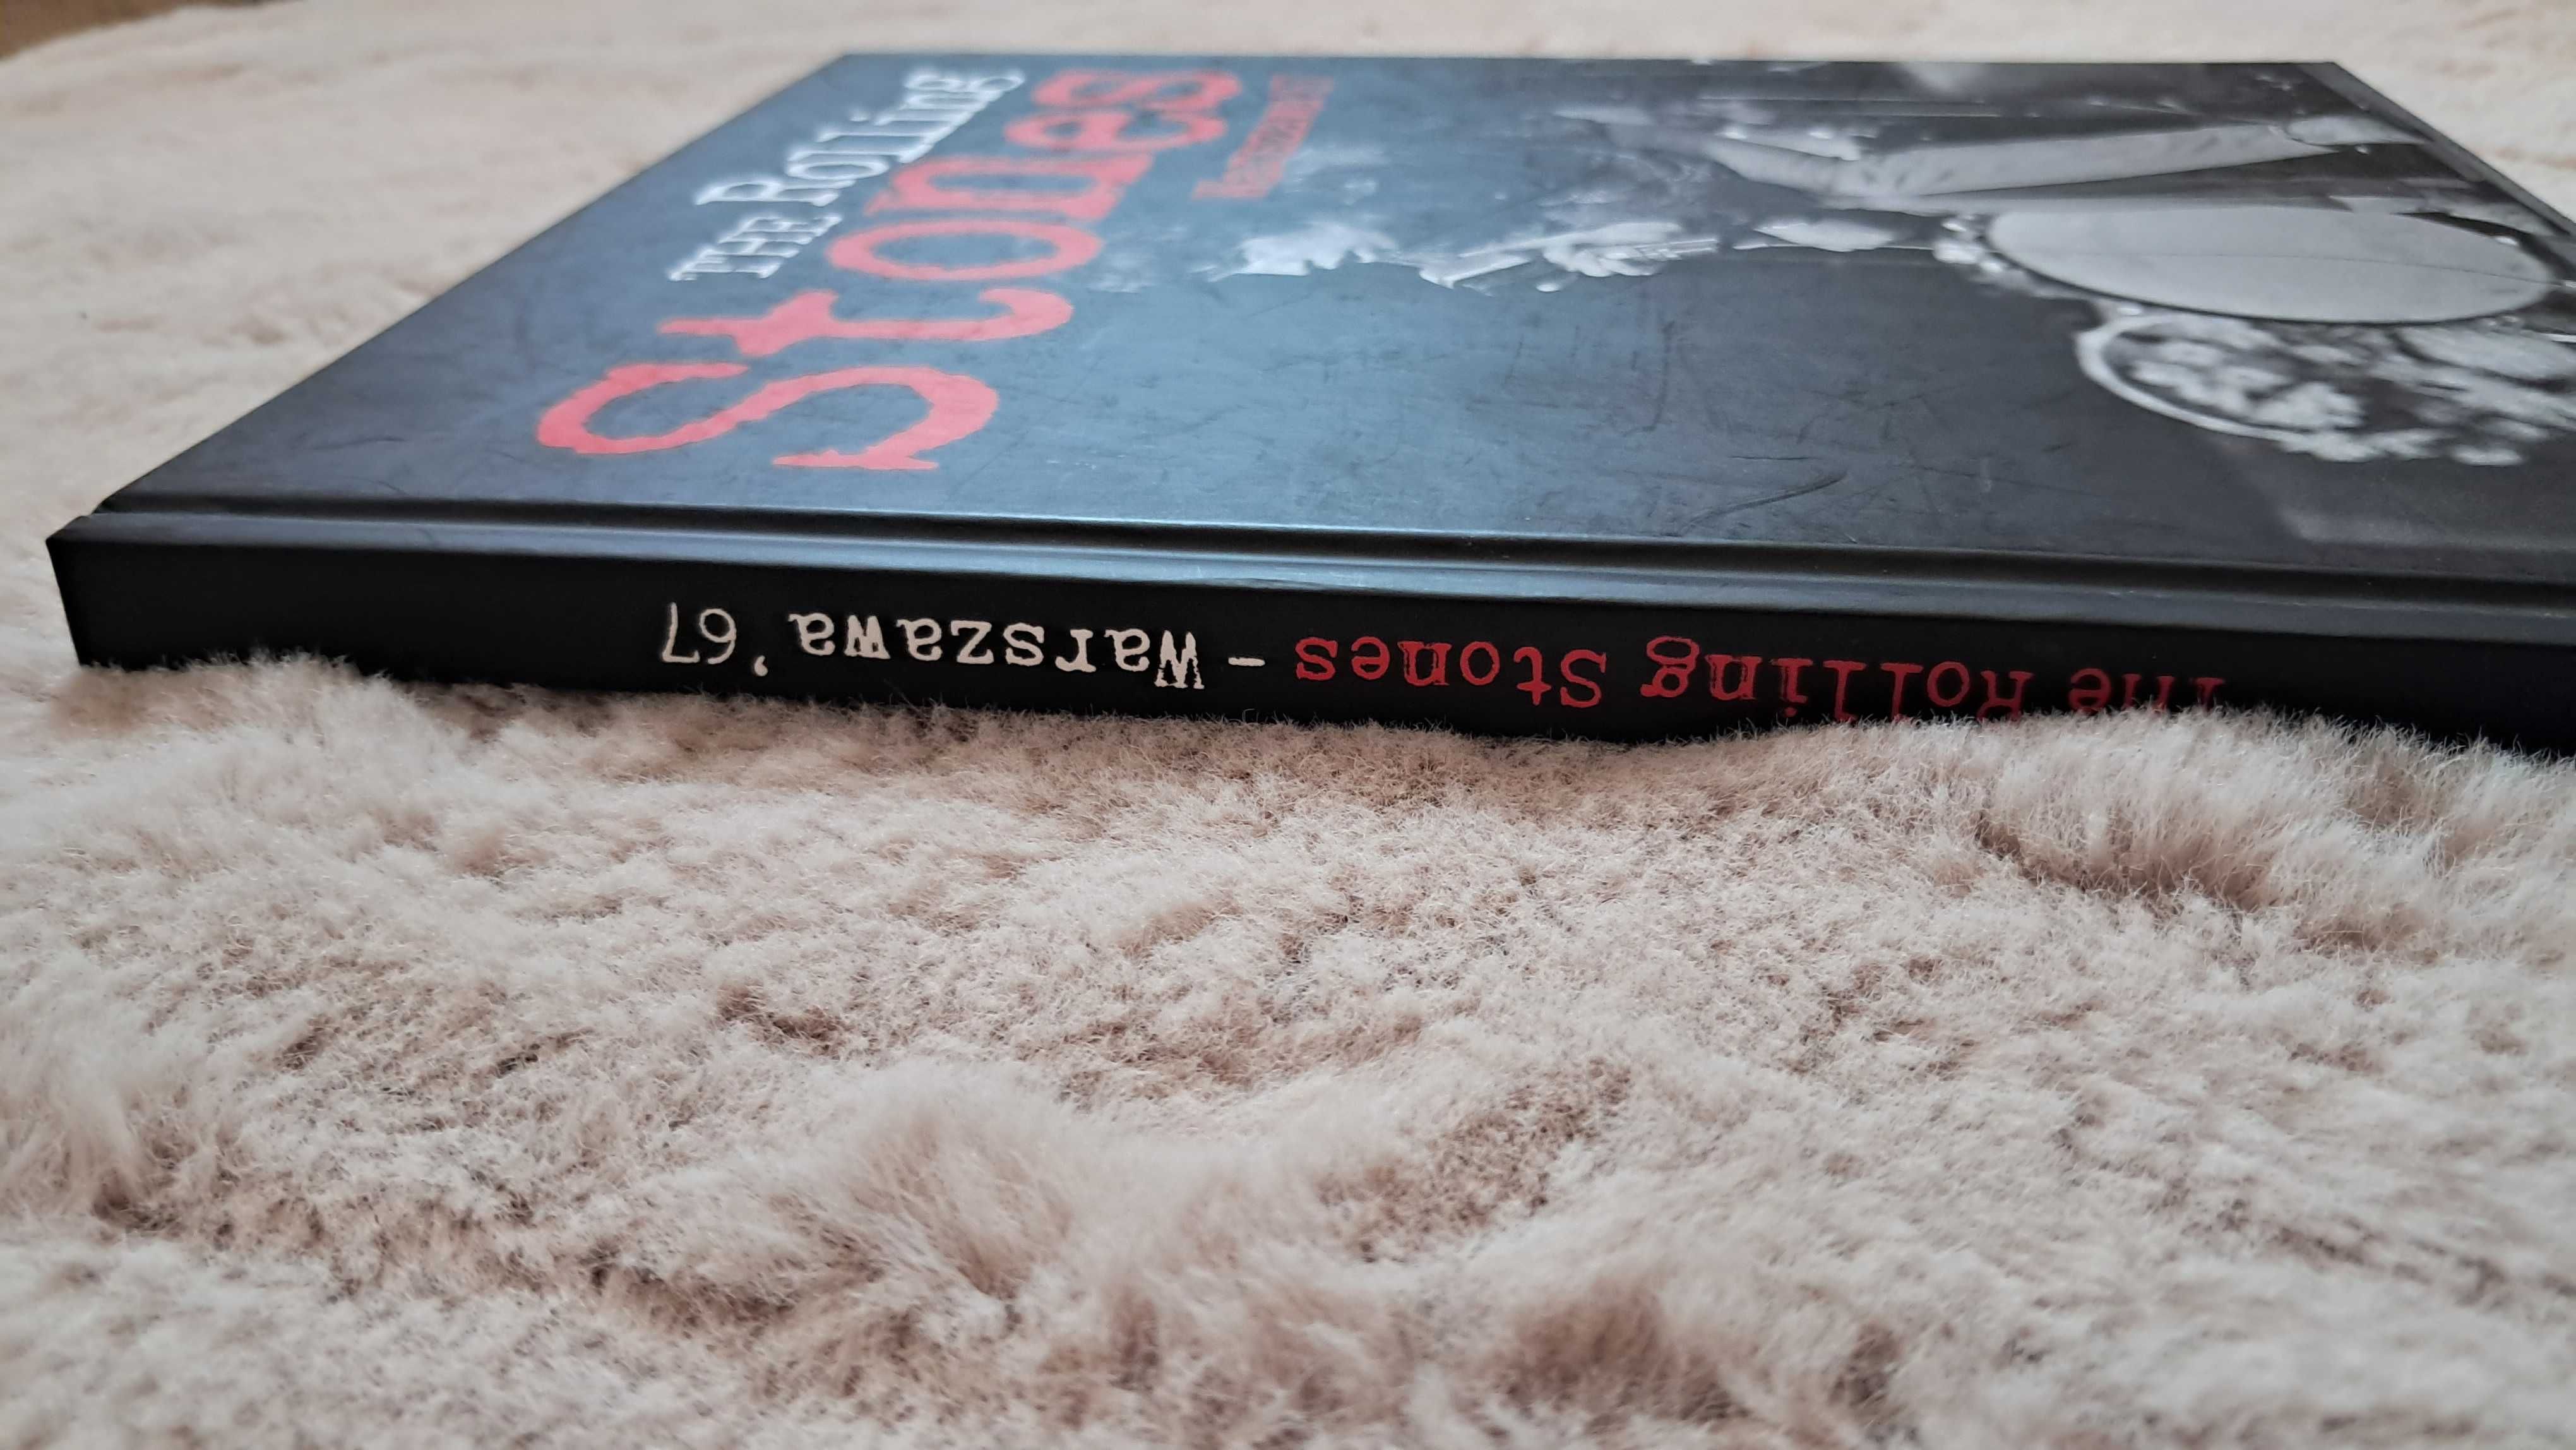 THE Rolling
Stones
The Rolling Stones - Warszawa '67